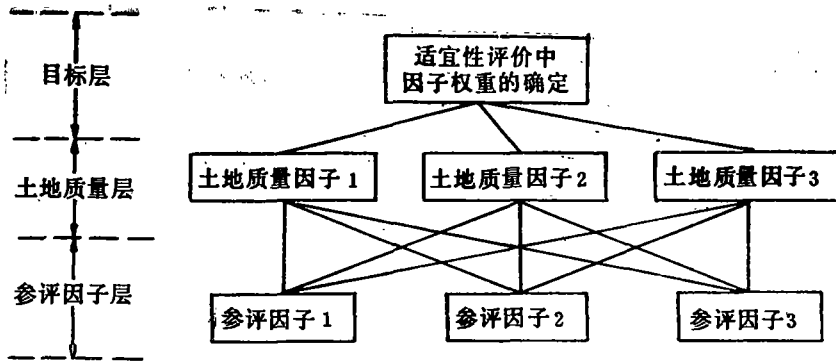 目标层
适宜性评价中
因子权重的确定
土地质量层
土地质量因子1
土地质量因子2
土地质量因子3
参评因子层
参评因子1
参评因子2
参评因子3